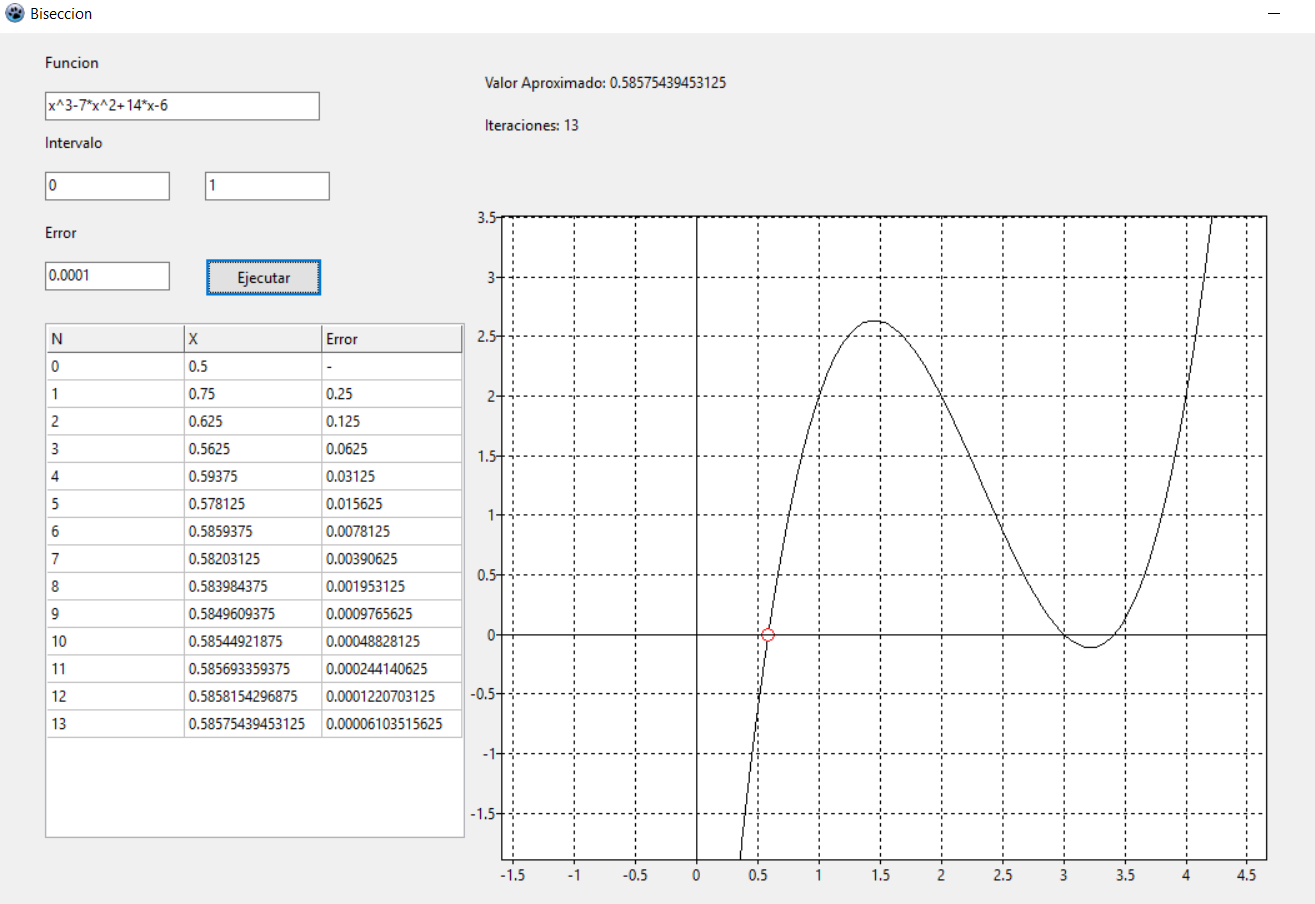 Biseccion
Funcion
x^3-7*x^2+14*x-6
Intervalo
0 1
Error
0.0001 Ejecutar
N X Error
0 0.5 -
1 0.75 0.25
2 0.625 0.125
3 0.5625 0.0625
4 0.59375 0.03125
5 0.578125 0.015625
6 0.5859375 0.0078125
7 0.58203125 0.00390625
8 0.583984375 0.001953125
9 0.5849609375 0.0009765625
10 0.58544921875 0.00048828125
11 0.585693359375 0.000244140625
12 0.5858154296875 0.0001220703125
13 0.58575439453125 0.00006103515625
Valor Aproximado: 0.58575439453125
Iteraciones: 13
3.5
3
2.5
2
1.5
1
0.5
0
-0.5
-1
-1.5
-1.5 -1 -0.5 0 0.5 1 1.5 2 2.5 3 3.5 4 4.5